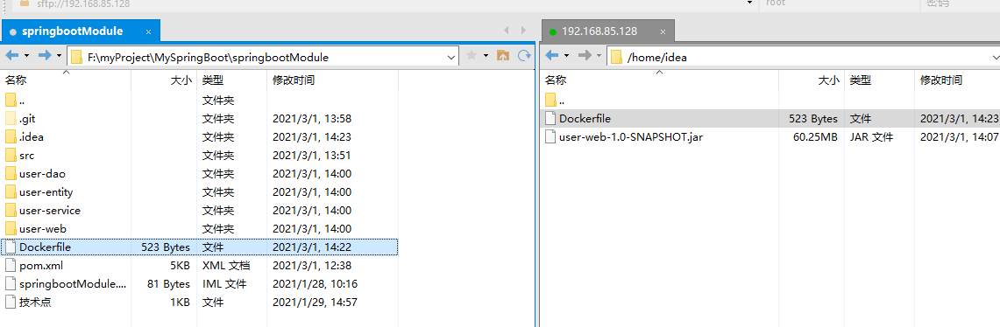 sftp://192.168.85.128 root 密码
springbootModule × 192.168.85.128 ×
F:\myProject\MySpringBoot\springbootModule /home/idea
名称 大小 类型 修改时间 名称 大小 类型 修改时间
.. 文件夹 ..
.git 文件夹 2021/3/1, 13:58 Dockerfile 523 Bytes 文件 2021/3/1, 14:23
.idea 文件夹 2021/3/1, 14:23 user-web-1.0-SNAPSHOT.jar 60.25MB JAR 文件 2021/3/1, 14:07
src 文件夹 2021/3/1, 13:51
user-dao 文件夹 2021/3/1, 14:00
user-entity 文件夹 2021/3/1, 14:00
user-service 文件夹 2021/3/1, 14:00
user-web 文件夹 2021/3/1, 14:00
Dockerfile 523 Bytes 文件 2021/3/1, 14:22
pom.xml 5KB XML 文档 2021/3/1, 12:38
springbootModule.... 81 Bytes IML 文件 2021/1/28, 10:16
技术点 1KB 文件 2021/1/29, 14:57